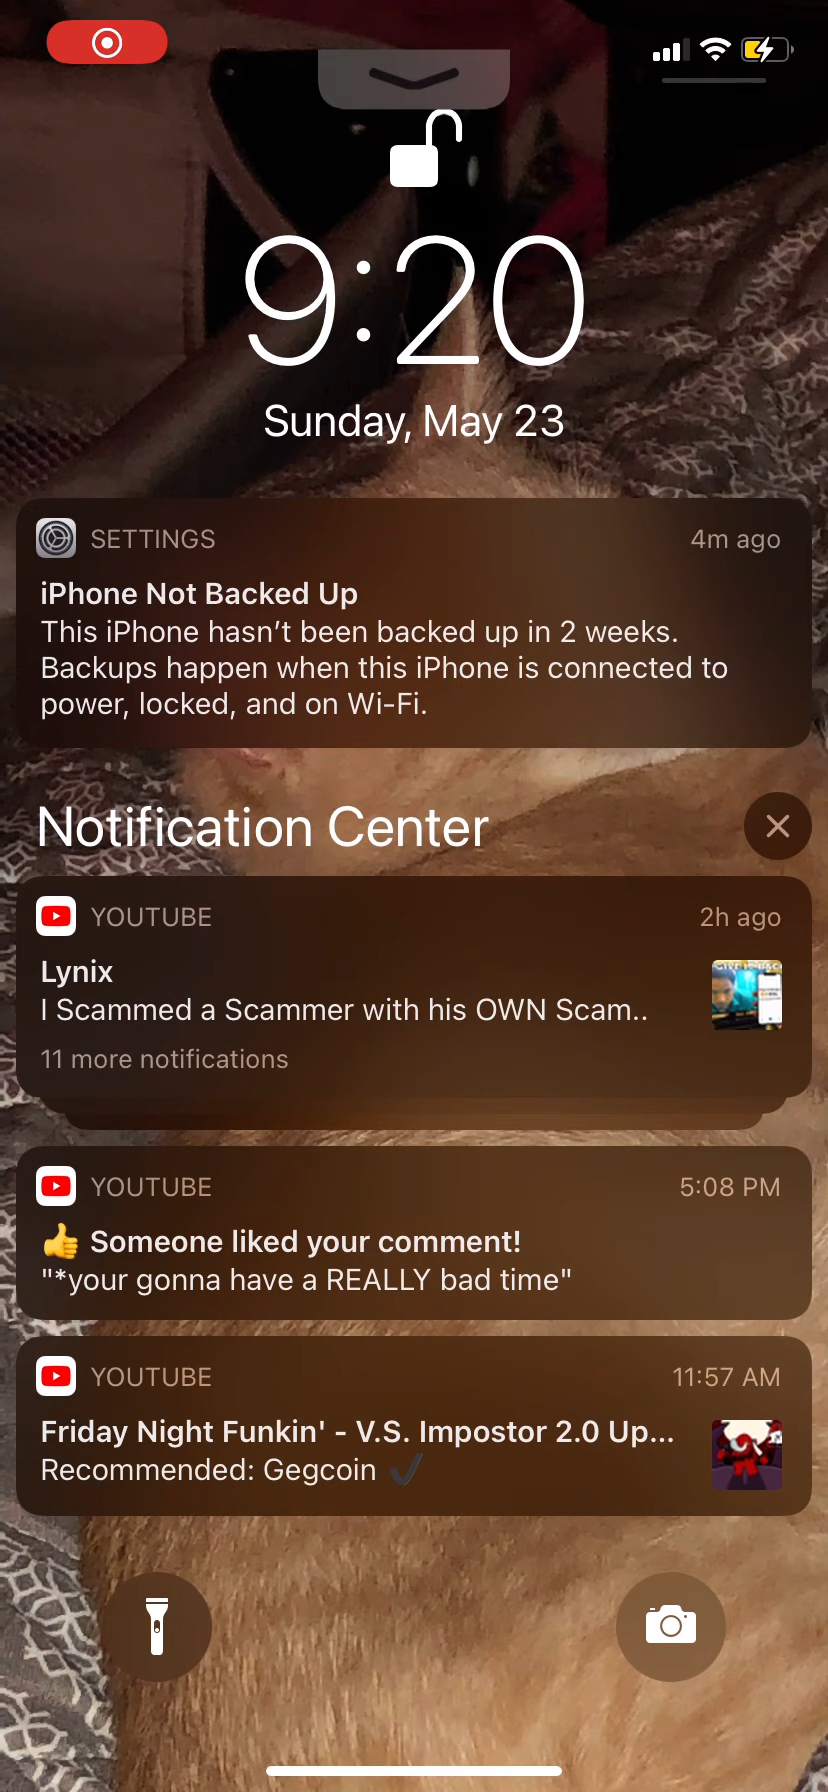 9:20
Sunday, May 23
SETTINGS
4m ago
iPhone Not Backed Up
This iPhone hasn't been backed up in 2 weeks.
Backups happen when this iPhone is connected to
power, locked, and on Wi-Fi.
Notification Center
YOUTUBE
2h ago
Lynix
I Scammed a Scammer with his OWN Scam..
11 more notifications
YOUTUBE
5:08 PM
👍 Someone liked your comment!
"*your gonna have a REALLY bad time"
YOUTUBE
11:57 AM
Friday Night Funkin' - V.S. Impostor 2.0 Up...
Recommended: Gegcoin ✔